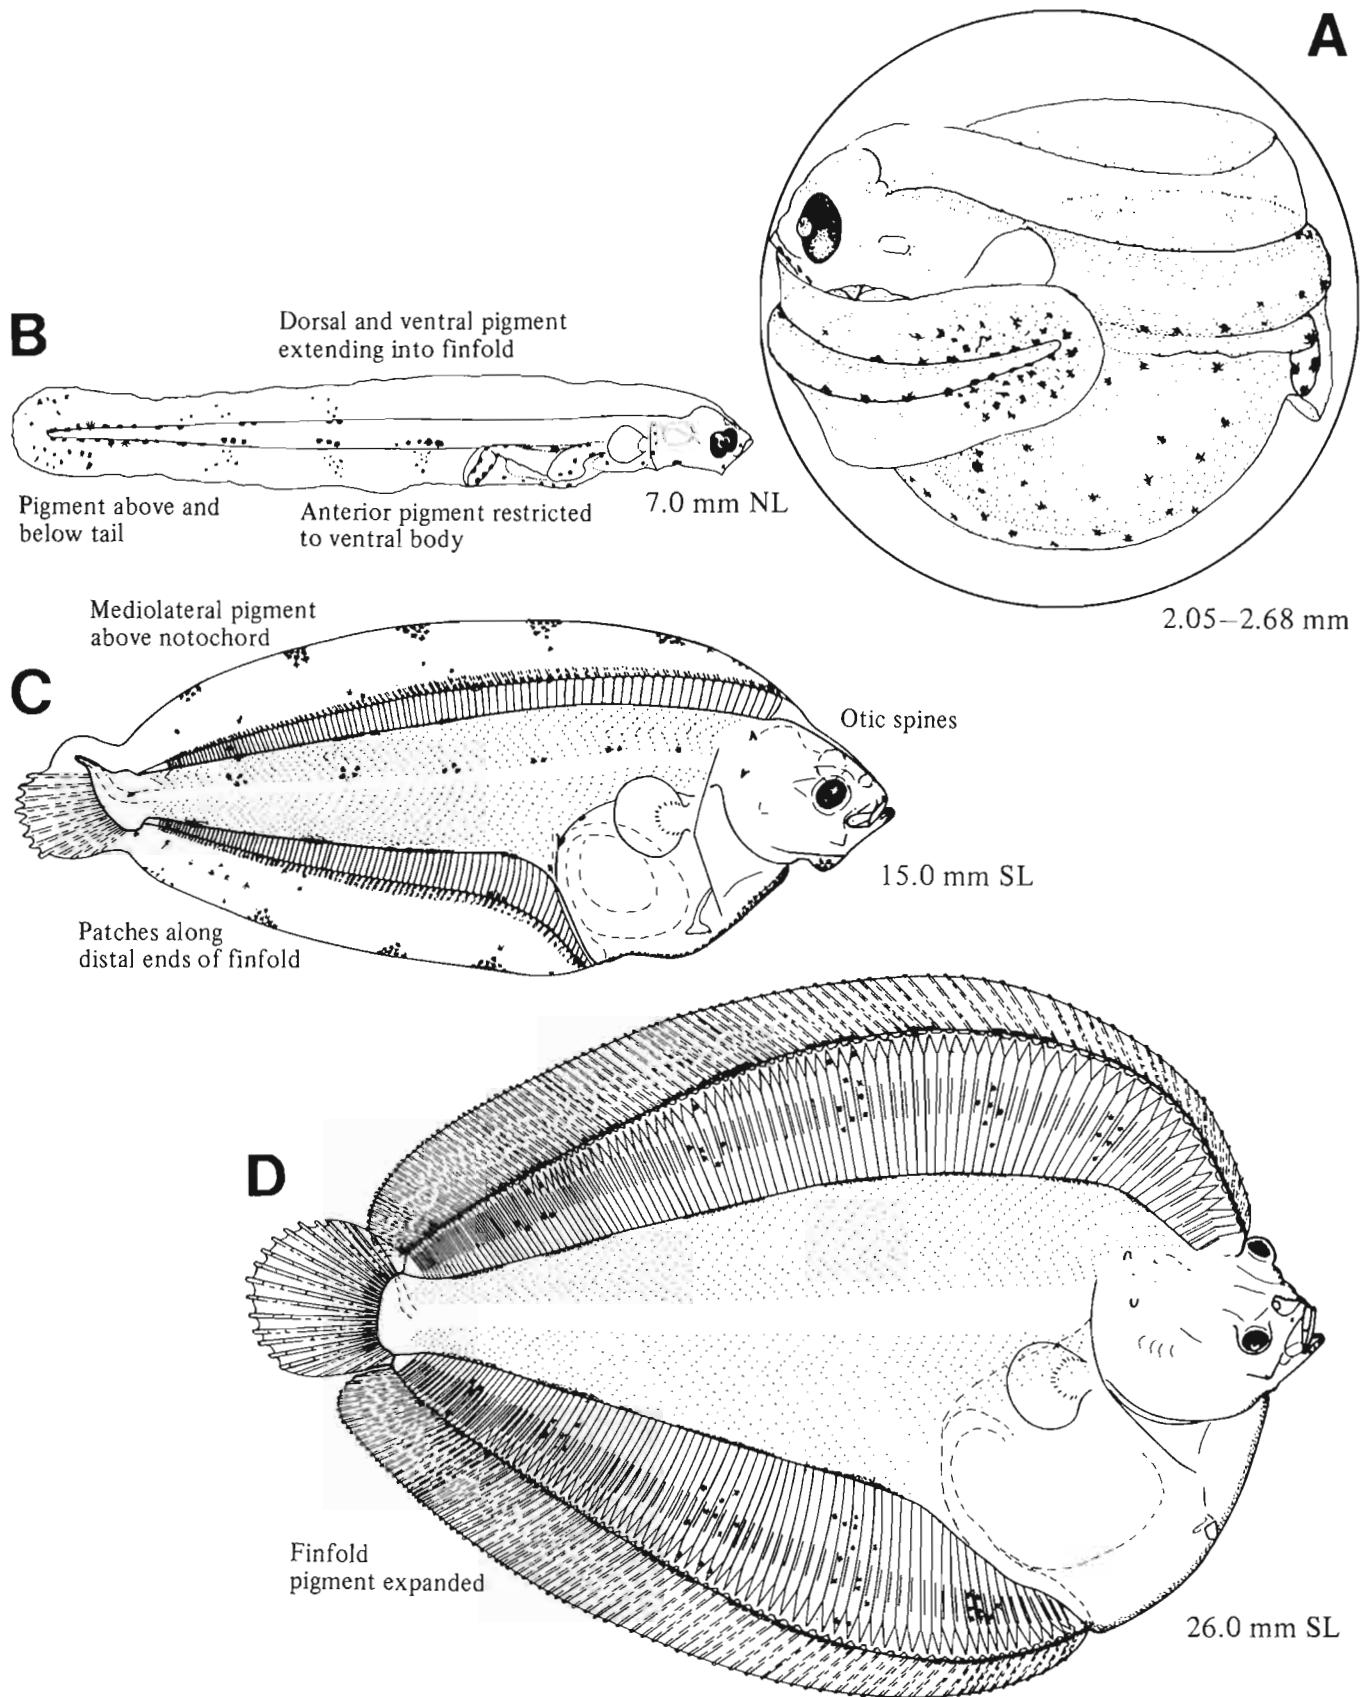 A
2.05–2.68 mm
B
Dorsal and ventral pigment
extending into finfold
Pigment above and
below tail
Anterior pigment restricted
to ventral body
7.0 mm NL
Mediolateral pigment
above notochord
C
Otic spines
15.0 mm SL
Patches along
distal ends of finfold
D
Finfold
pigment expanded
26.0 mm SL